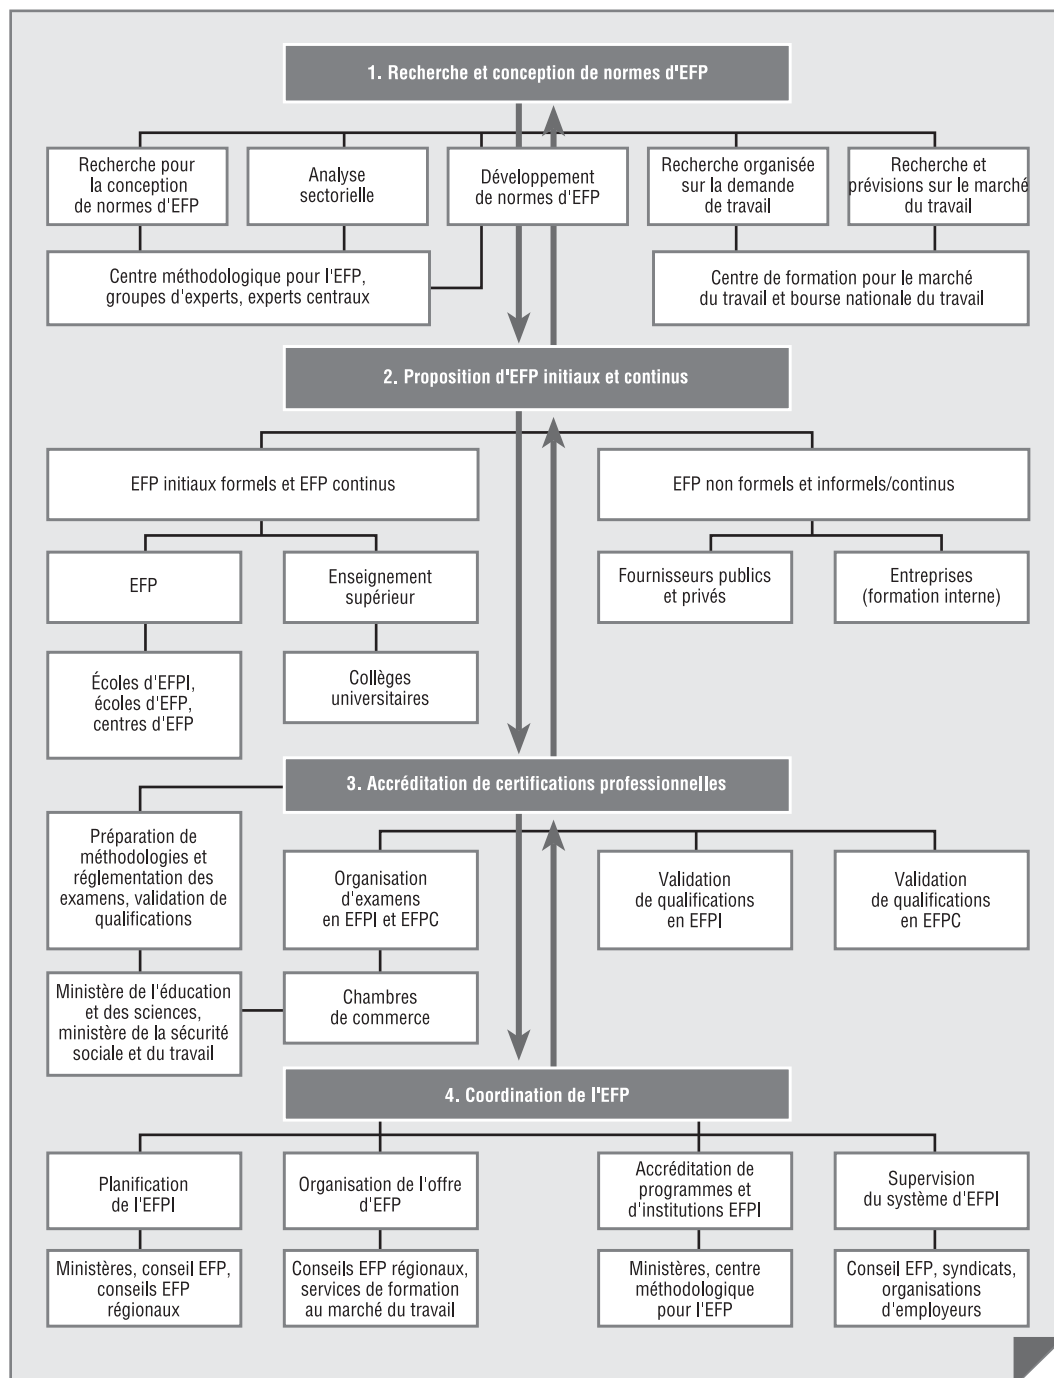 1. Recherche et conception de normes d'EFP
Recherche pour
la conception
de normes d'EFP
Analyse
sectorielle
Développement
de normes d'EFP
Recherche organisée
sur la demande
de travail
Recherche et
prévisions sur le marché
du travail
Centre méthodologique pour l'EFP,
groupes d'experts, experts centraux
Centre de formation pour le marché
du travail et bourse nationale du travail
2. Proposition d'EFP initiaux et continus
EFP initiaux formels et EFP continus
EFP non formels et informels/continus
EFP
Enseignement
supérieur
Fournisseurs publics
et privés
Entreprises
(formation interne)
Écoles d'EFPI,
écoles d'EFP,
centres d'EFP
Collèges
universitaires
3. Accréditation de certifications professionnelles
Préparation de
méthodologies et
réglementation des
examens, validation de
qualifications
Organisation
d'examens
en EFPI et EFPC
Validation
de qualifications
en EFPI
Validation
de qualifications
en EFPC
Ministère de l'éducation
et des sciences,
ministère de la sécurité
sociale et du travail
Chambres
de commerce
4. Coordination de l'EFP
Planification
de l'EFPI
Organisation de l'offre
d'EFP
Accréditation de
programmes et
d'institutions EFPI
Supervision
du système d'EFPI
Ministères, conseil EFP,
conseils EFP
régionaux
Conseils EFP régionaux,
services de formation
au marché du travail
Ministères, centre
méthodologique
pour l'EFP
Conseil EFP, syndicats,
organisations
d'employeurs